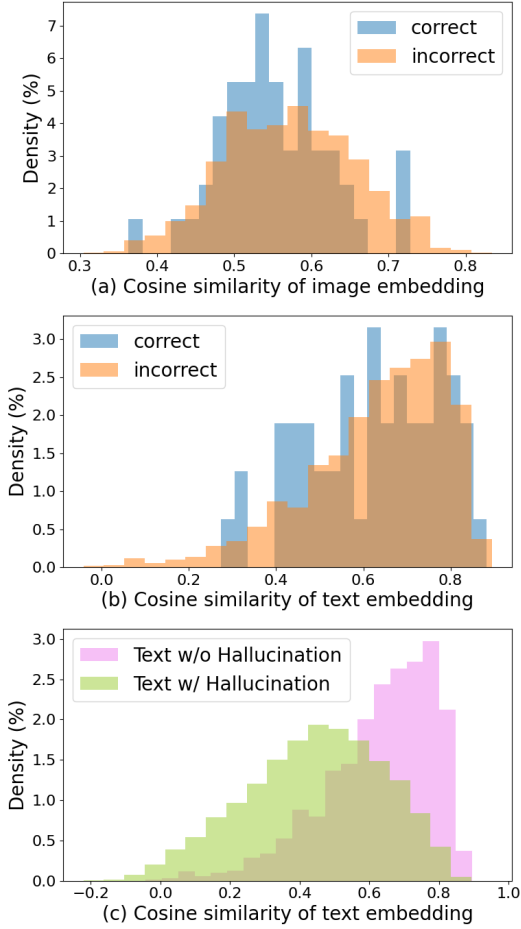 7
6
5
4
3
2
1
0
Density (%)
correct
incorrect
0.3 0.4 0.5 0.6 0.7 0.8
(a) Cosine similarity of image embedding
3.0
2.5
2.0
1.5
1.0
0.5
0.0
Density (%)
correct
incorrect
0.0 0.2 0.4 0.6 0.8
(b) Cosine similarity of text embedding
3.0
2.5
2.0
1.5
1.0
0.5
0.0
Density (%)
Text w/o Hallucination
Text w/ Hallucination
−0.2 0.0 0.2 0.4 0.6 0.8 1.0
(c) Cosine similarity of text embedding